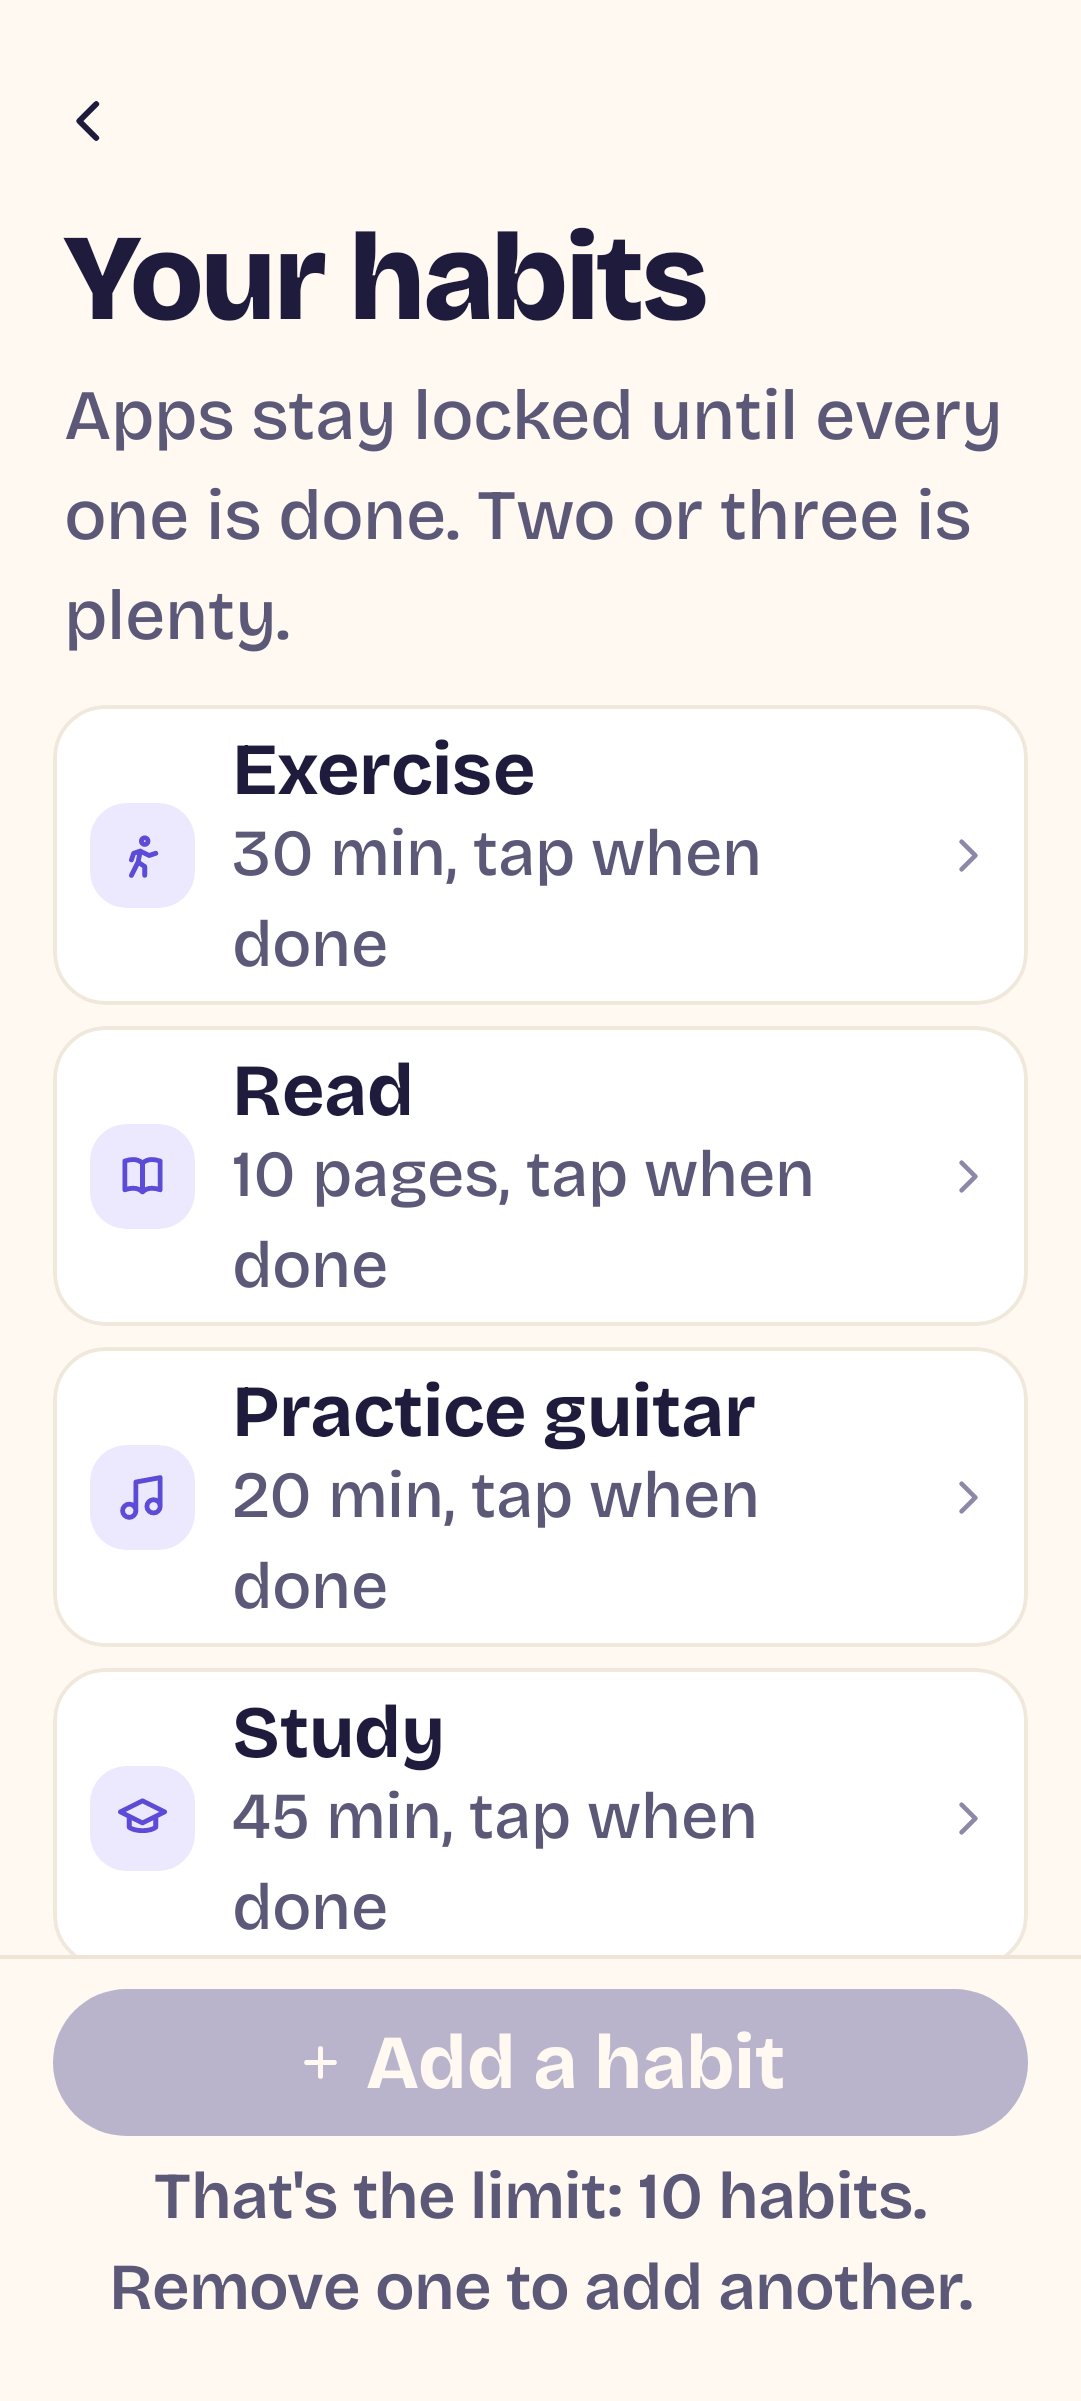 Your habits
Apps stay locked until every
one is done. Two or three is
plenty.
Exercise
30 min, tap when
done
Read
10 pages, tap when
done
Practice guitar
20 min, tap when
done
Study
45 min, tap when
done
+ Add a habit
That's the limit: 10 habits.
Remove one to add another.